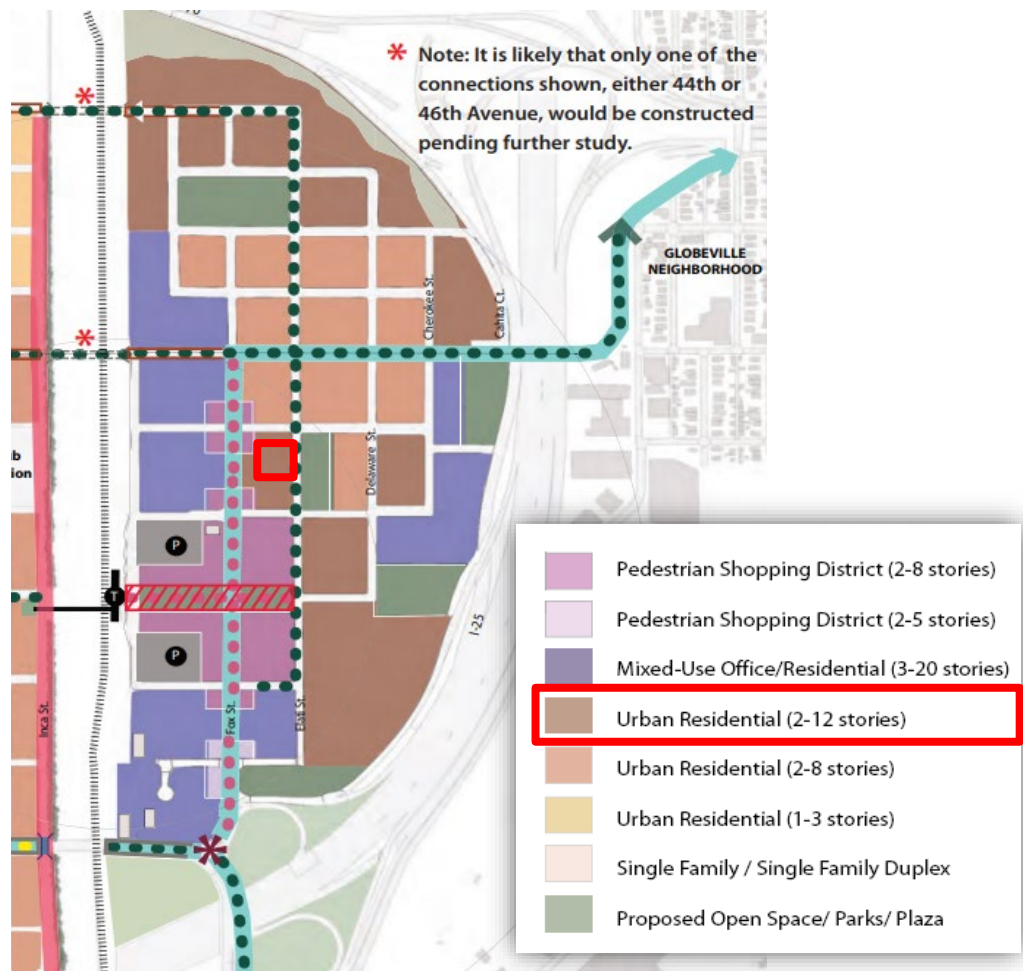 * Note: It is likely that only one of the
connections shown, either 44th or
46th Avenue, would be constructed
pending further study.
*
GLOBEVILLE
NEIGHBORHOOD
Cherokee St.
Cahita Ct.
*
Delaware St.
b
ion
P
T
P
I-25
Inca St.
Fox St.
Elati St.
*
Pedestrian Shopping District (2-8 stories)
Pedestrian Shopping District (2-5 stories)
Mixed-Use Office/Residential (3-20 stories)
Urban Residential (2-12 stories)
Urban Residential (2-8 stories)
Urban Residential (1-3 stories)
Single Family / Single Family Duplex
Proposed Open Space/ Parks/ Plaza